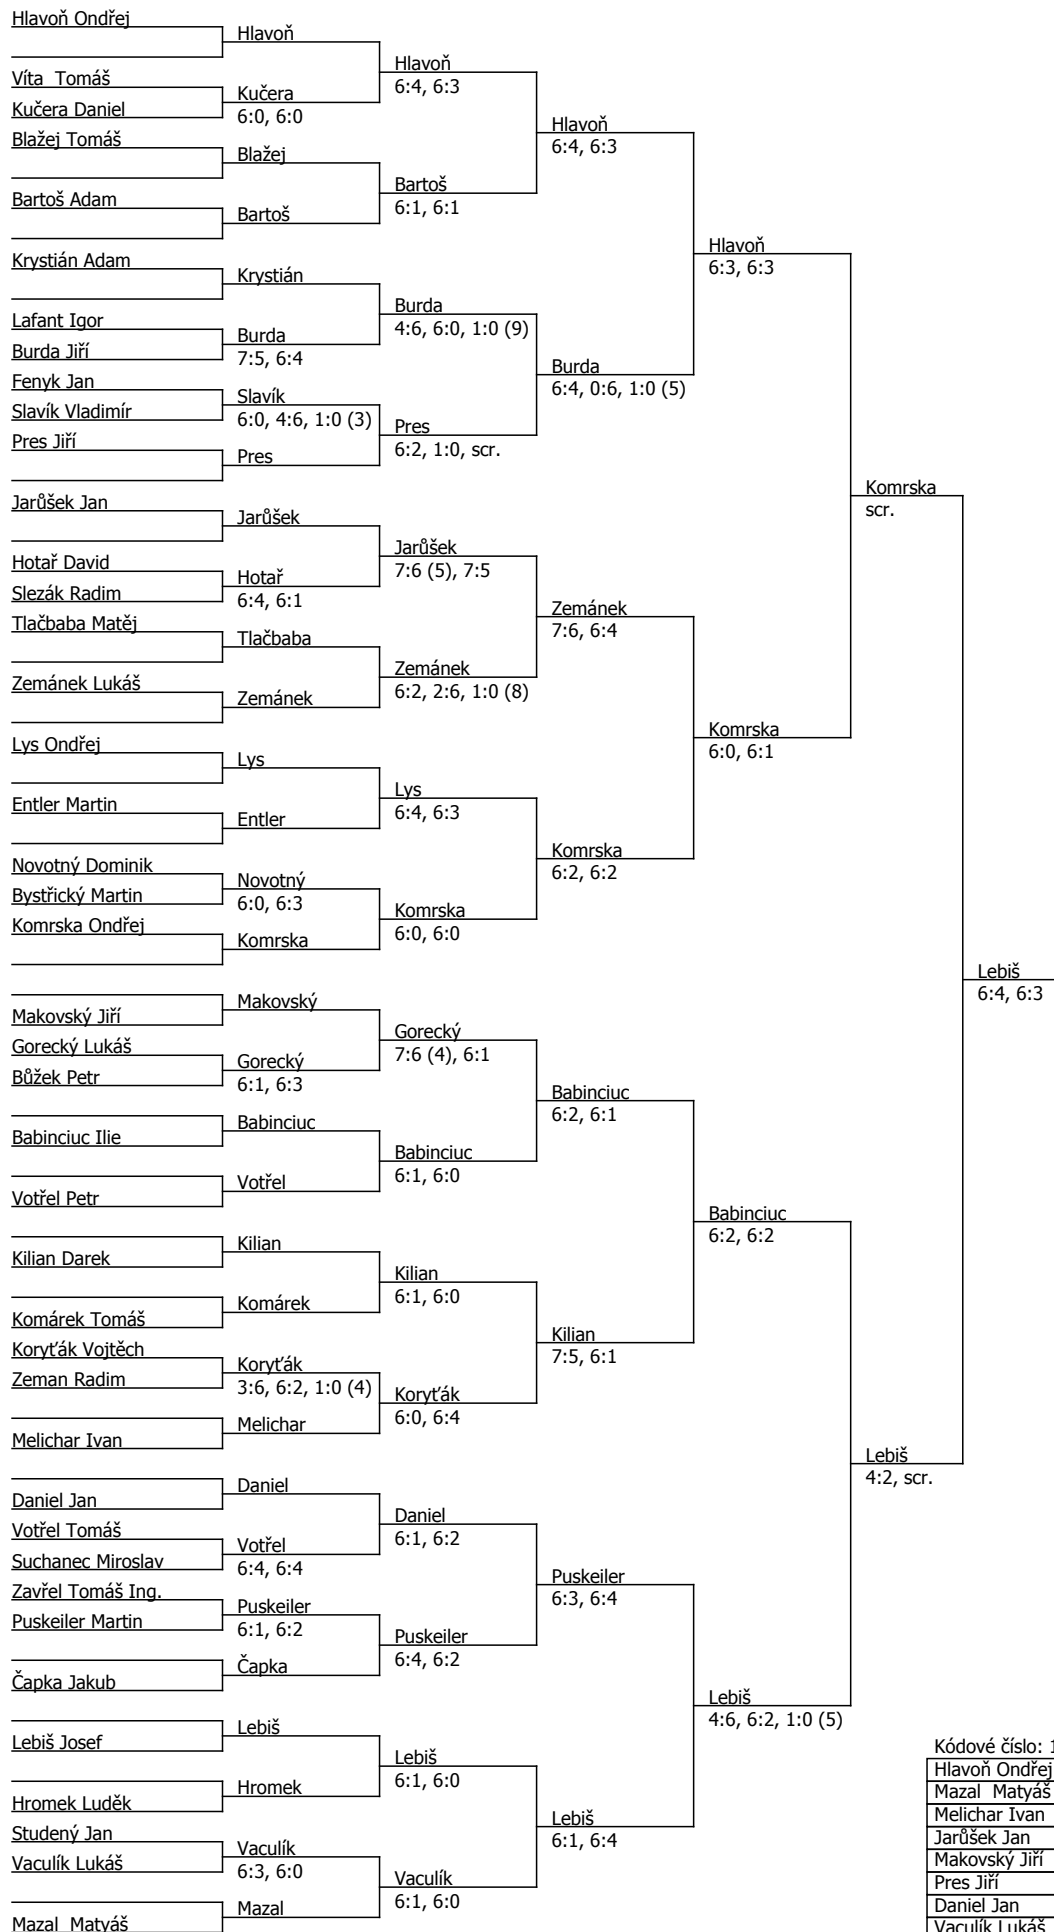 Hlavoň Ondřej
Hlavoň
Hlavoň
6:4, 6:3
Víta  Tomáš
Kučera
6:0, 6:0
Kučera Daniel
Hlavoň
6:4, 6:3
Blažej Tomáš
Blažej
Bartoš
6:1, 6:1
Bartoš Adam
Bartoš
Hlavoň
6:3, 6:3
Krystián Adam
Krystián
Burda
4:6, 6:0, 1:0 (9)
Lafant Igor
Burda
7:5, 6:4
Burda Jiří
Burda
6:4, 0:6, 1:0 (5)
Fenyk Jan
Slavík
6:0, 4:6, 1:0 (3)
Slavík Vladimír
Pres
6:2, 1:0, scr.
Pres Jiří
Pres
Komrska
scr.
Jarůšek Jan
Jarůšek
Jarůšek
7:6 (5), 7:5
Hotař David
Hotař
6:4, 6:1
Slezák Radim
Zemánek
7:6, 6:4
Tlačbaba Matěj
Tlačbaba
Zemánek
6:2, 2:6, 1:0 (8)
Zemánek Lukáš
Zemánek
Komrska
6:0, 6:1
Lys Ondřej
Lys
Lys
6:4, 6:3
Entler Martin
Entler
Komrska
6:2, 6:2
Novotný Dominik
Novotný
6:0, 6:3
Bystřický Martin
Komrska
6:0, 6:0
Komrska Ondřej
Komrska
Lebiš
6:4, 6:3
Makovský
Makovský Jiří
Gorecký
7:6 (4), 6:1
Gorecký Lukáš
Gorecký
6:1, 6:3
Bůžek Petr
Babinciuc
6:2, 6:1
Babinciuc
Babinciuc Ilie
Babinciuc
6:1, 6:0
Votřel
Votřel Petr
Babinciuc
6:2, 6:2
Kilian
Kilian Darek
Kilian
6:1, 6:0
Komárek
Komárek Tomáš
Kilian
7:5, 6:1
Koryťák Vojtěch
Koryťák
3:6, 6:2, 1:0 (4)
Zeman Radim
Koryťák
6:0, 6:4
Melichar
Melichar Ivan
Lebiš
4:2, scr.
Daniel
Daniel Jan
Daniel
6:1, 6:2
Votřel Tomáš
Votřel
6:4, 6:4
Suchanec Miroslav
Puskeiler
6:3, 6:4
Zavřel Tomáš Ing.
Puskeiler
6:1, 6:2
Puskeiler Martin
Puskeiler
6:4, 6:2
Čapka
Čapka Jakub
Lebiš
4:6, 6:2, 1:0 (5)
Lebiš
Lebiš Josef
Lebiš
6:1, 6:0
Hromek
Hromek Luděk
Lebiš
6:1, 6:4
Studený Jan
Vaculík
6:3, 6:0
Vaculík Lukáš
Vaculík
6:1, 6:0
Mazal
Mazal  Matyáš
Kódové číslo: 1
Hlavoň Ondřej
Mazal  Matyáš
Melichar Ivan
Jarůšek Jan
Makovský Jiří
Pres Jiří
Daniel Jan
Vaculík Lukáš